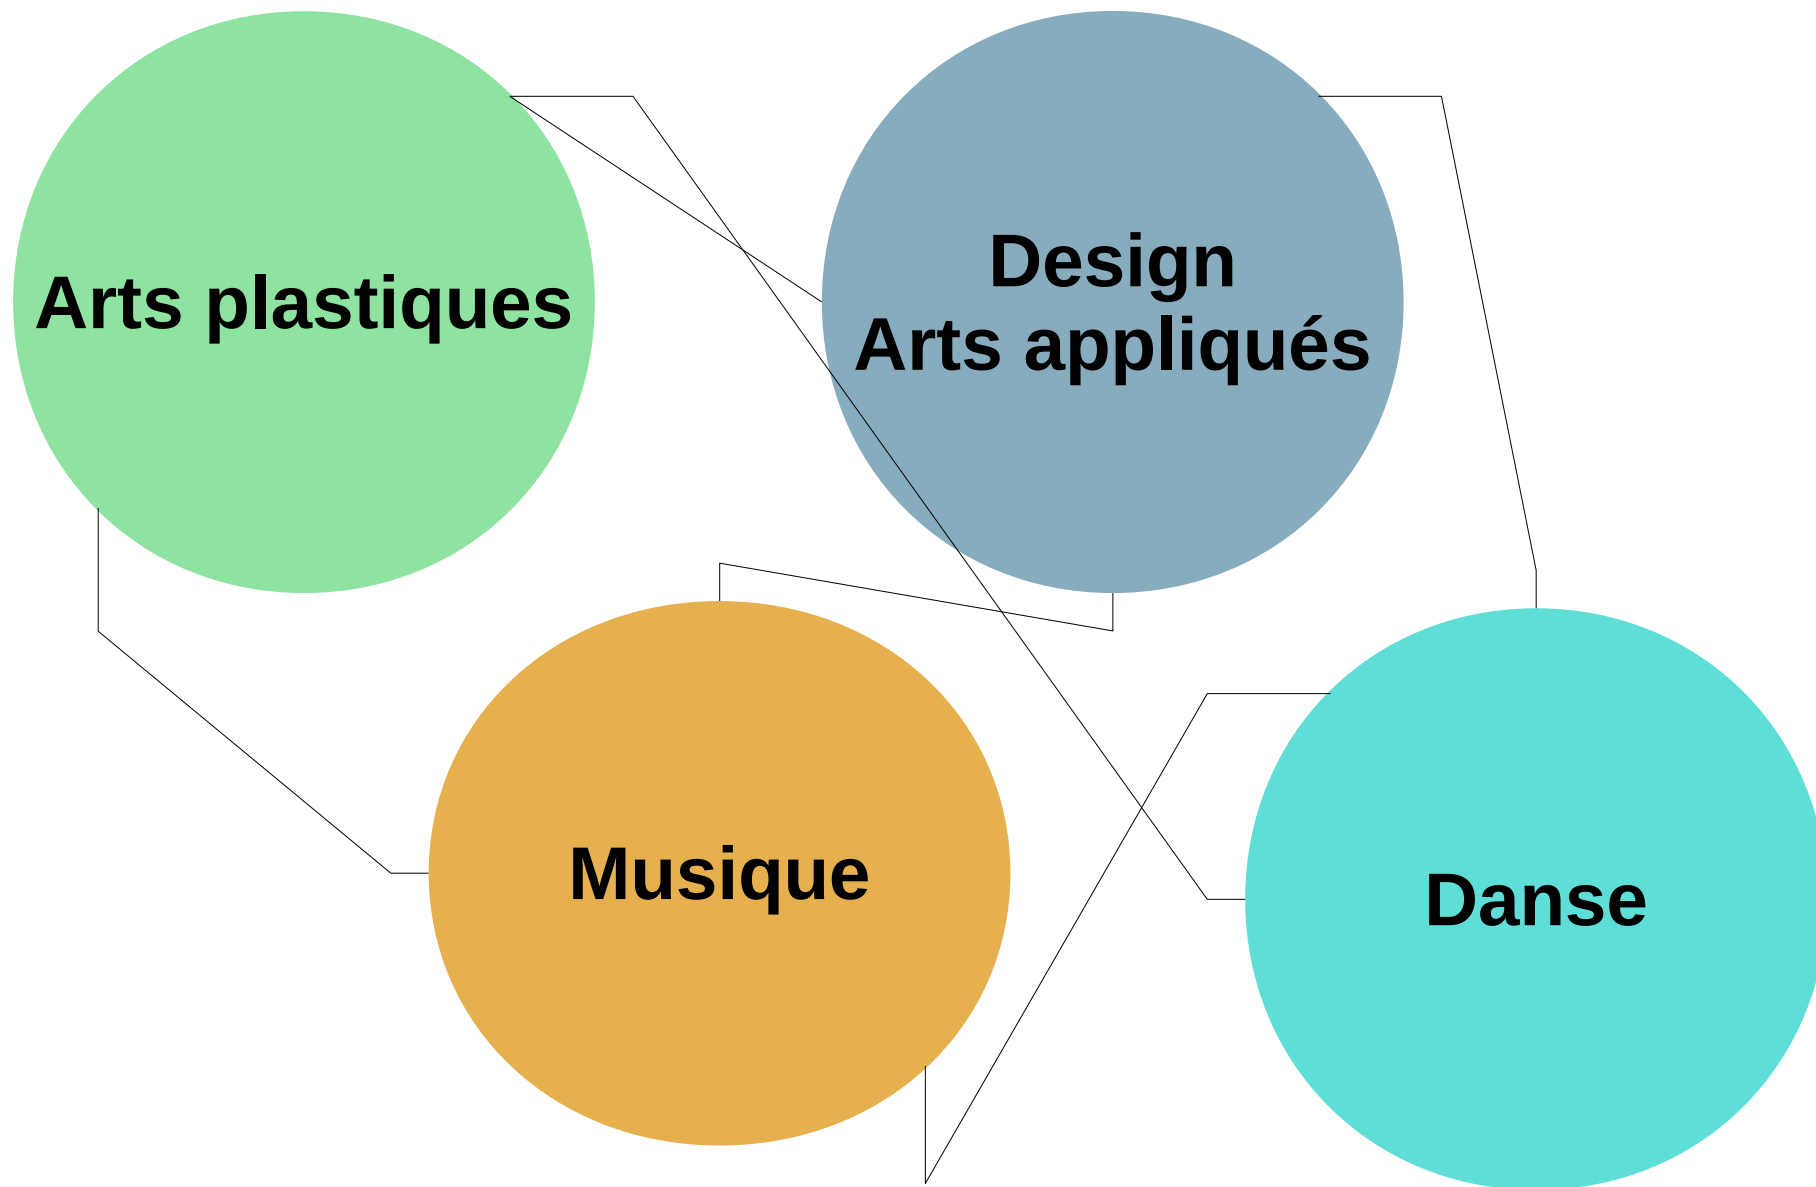 Arts plastiques
Design
Arts appliqués
Musique
Danse